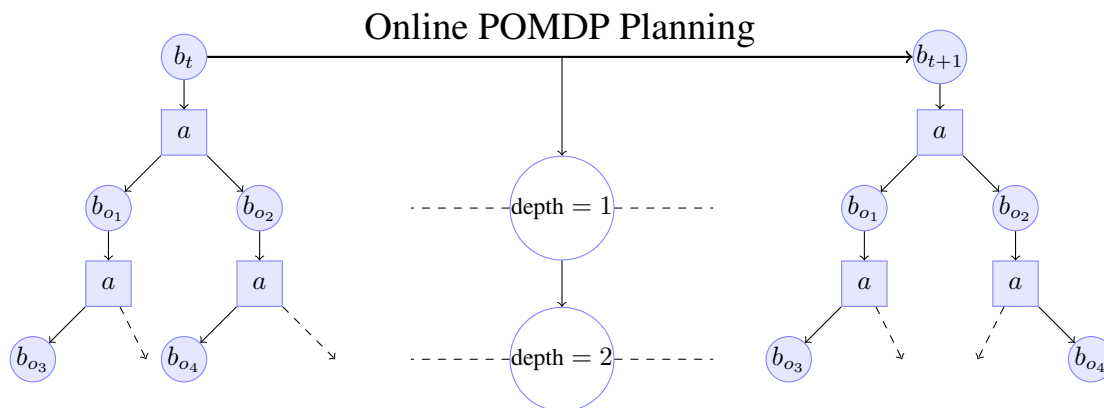 Online POMDP Planning
b_t
b_{t+1}
a
a
b_{o_1}
b_{o_2}
depth = 1
b_{o_1}
b_{o_2}
a
a
a
a
b_{o_3}
b_{o_4}
depth = 2
b_{o_3}
b_{o_4}